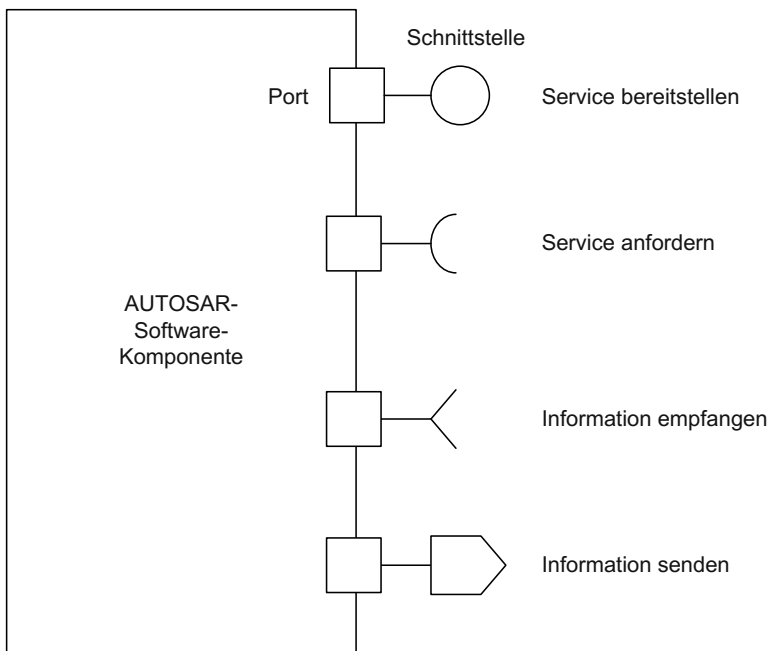 Schnittstelle
Port
Service bereitstellen
Service anfordern
AUTOSAR-
Software-
Komponente
Information empfangen
Information senden